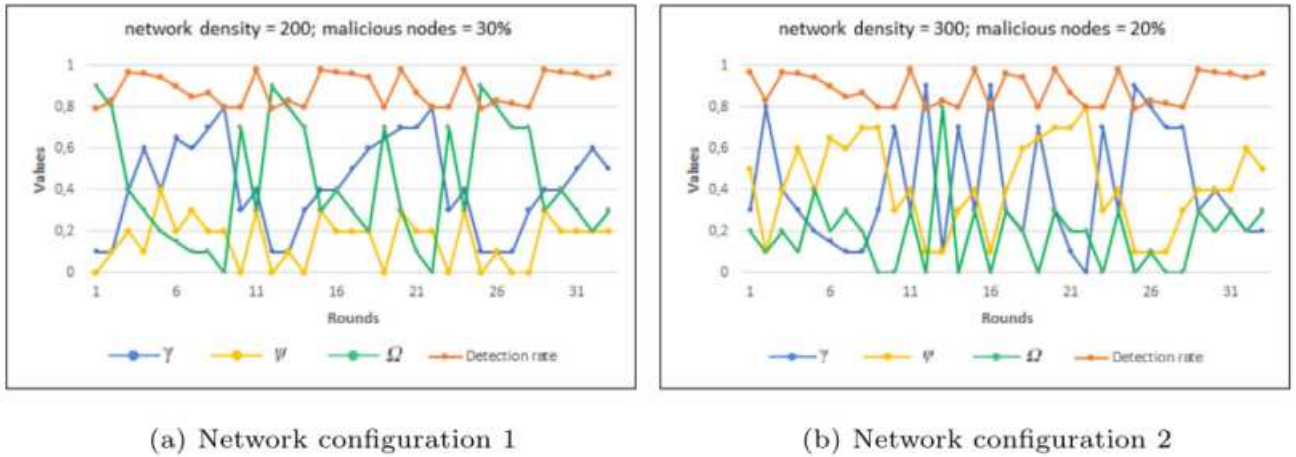 network density = 200; malicious nodes = 30%
1
0,8
0,6
0,4
0,2
0
Values
1 6 11 16 21 26 31
Rounds
γ ψ Ω Detection rate
(a) Network configuration 1
network density = 300; malicious nodes = 20%
1
0,8
0,6
0,4
0,2
0
Values
1 6 11 16 21 26 31
Rounds
γ ψ Ω Detection rate
(b) Network configuration 2